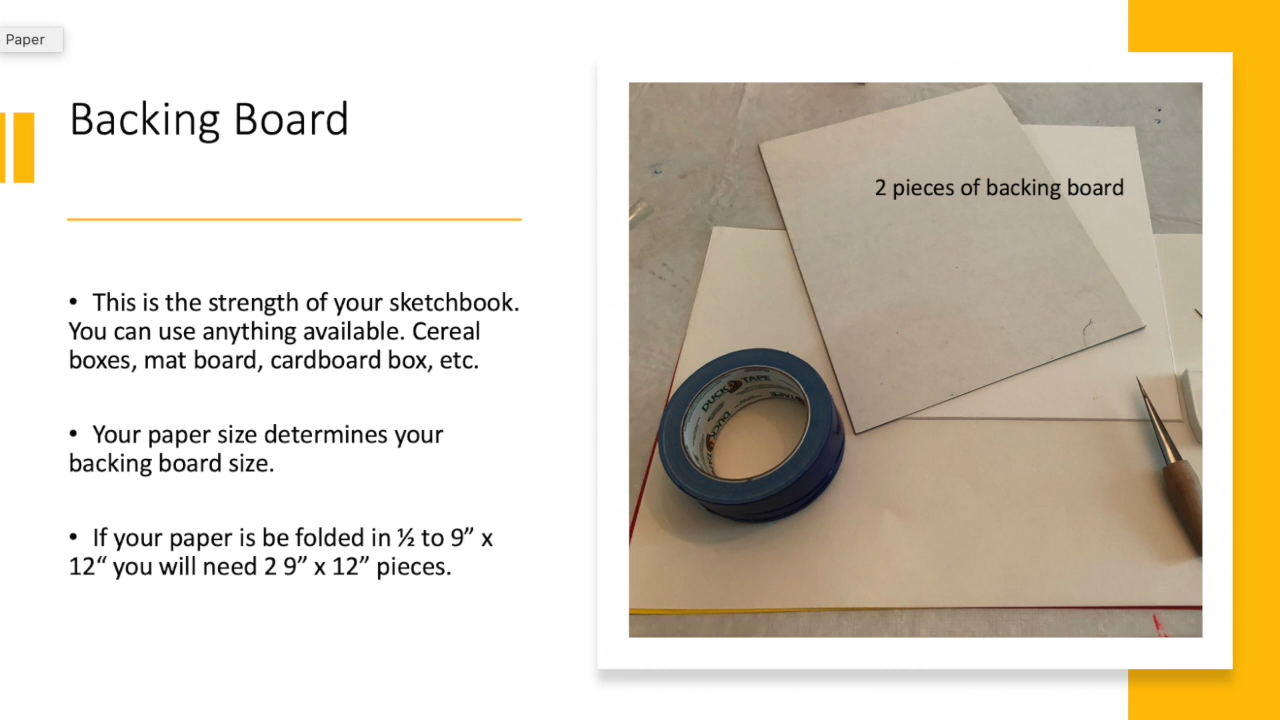 Paper
Backing Board
• This is the strength of your sketchbook.
You can use anything available. Cereal
boxes, mat board, cardboard box, etc.
• Your paper size determines your
backing board size.
• If your paper is be folded in ½ to 9” x
12“ you will need 2 9” x 12” pieces.
2 pieces of backing board
DUCK TAPE
DUCK
TAPE